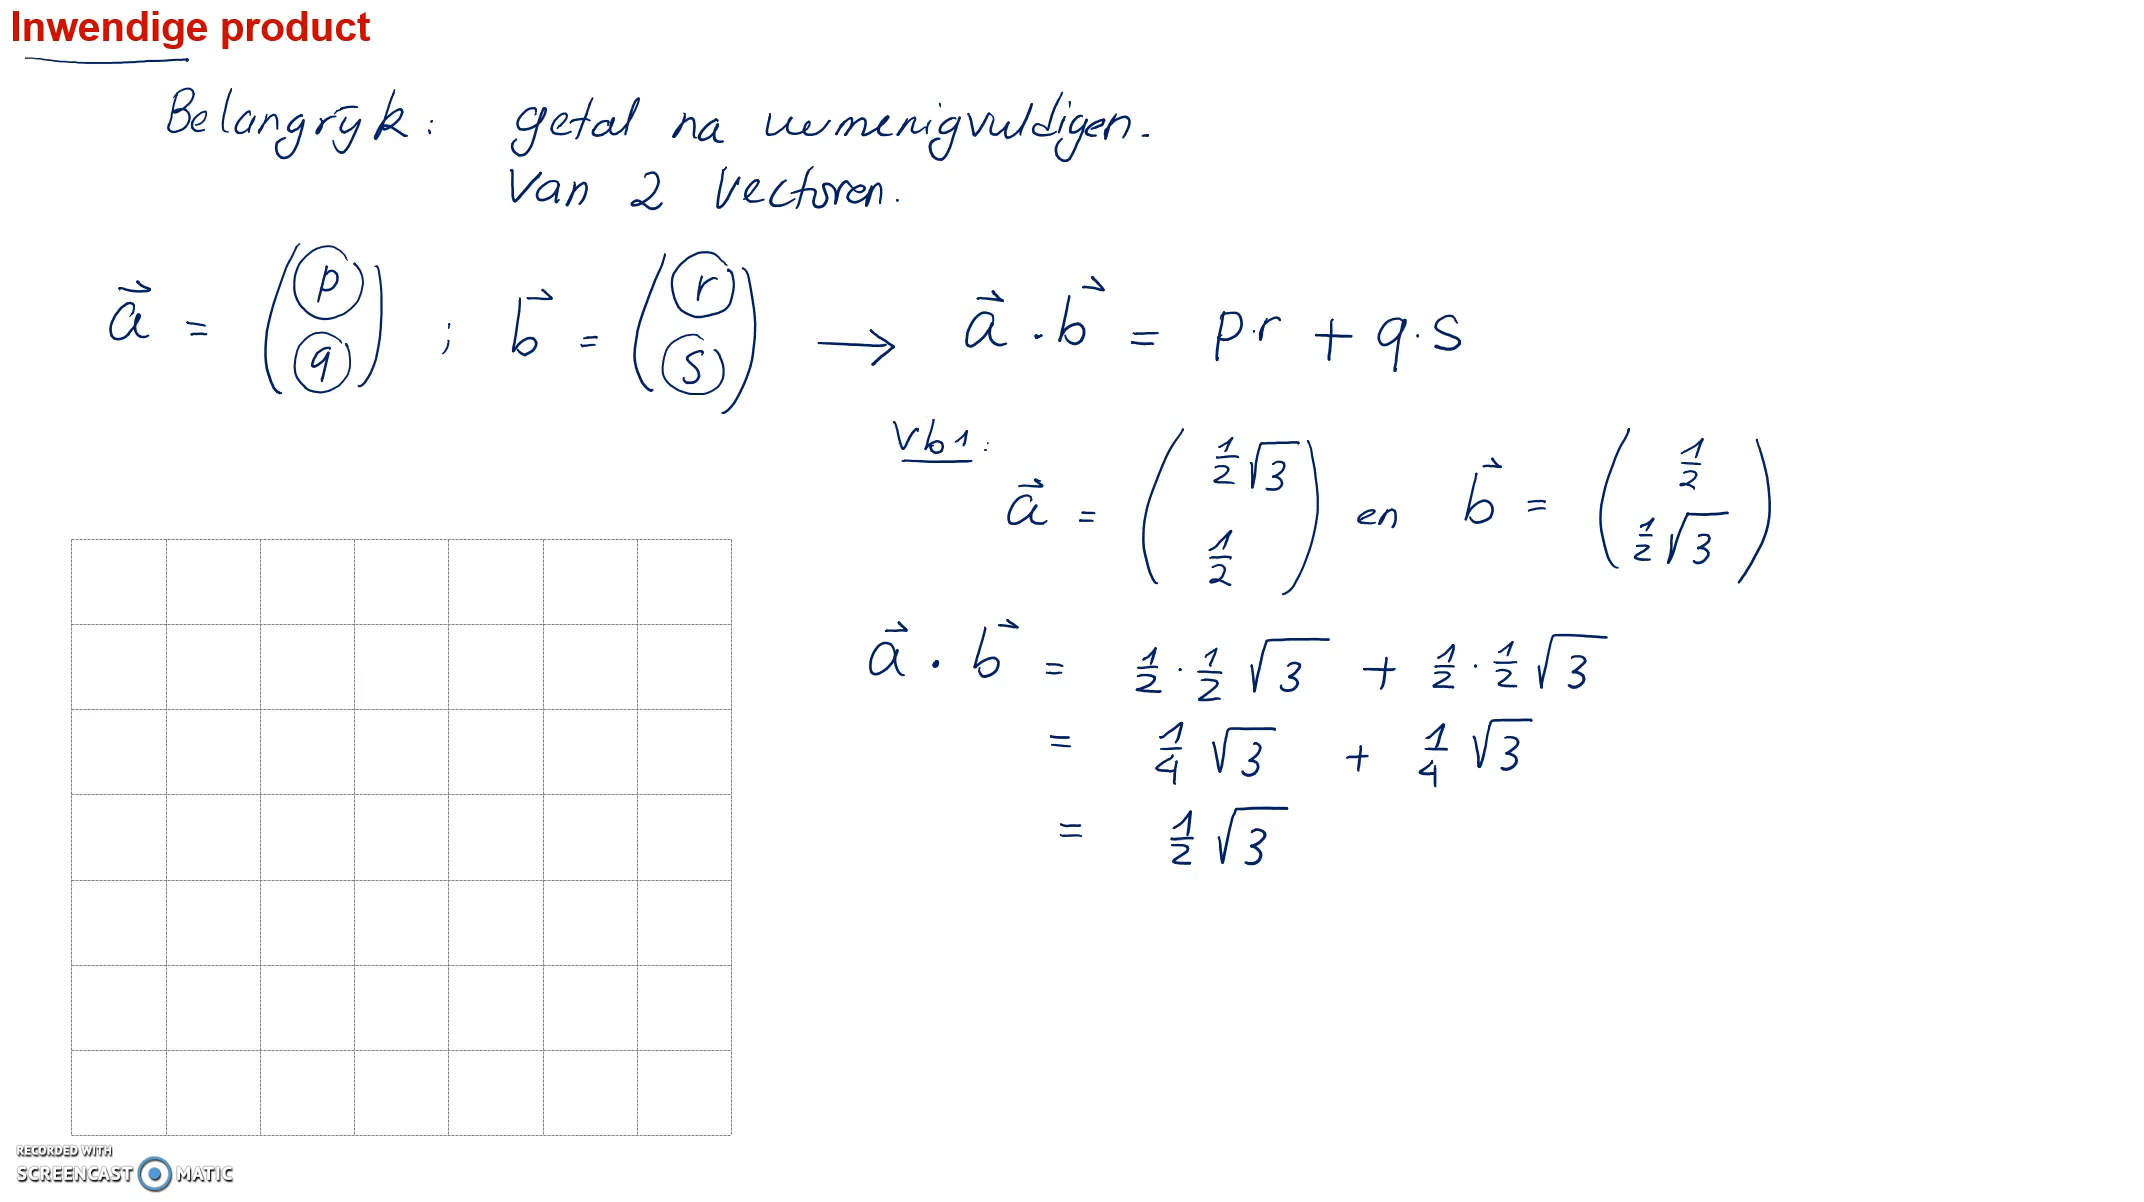 Inwendige product
Belangrijk: getal na vermenigvuldigen.
van 2 vectoren.
a⃗ = (p q) ; b⃗ = (r s) → a⃗ · b⃗ = p·r + q·s
Vb1:
a⃗ = (½√3 ½) en b⃗ = (½ ½√3)
a⃗ · b⃗ = ½ · ½ √3 + ½ · ½ √3
= ¼ √3 + ¼ √3
= ½ √3
RECORDED WITH
SCREENCAST MATIC